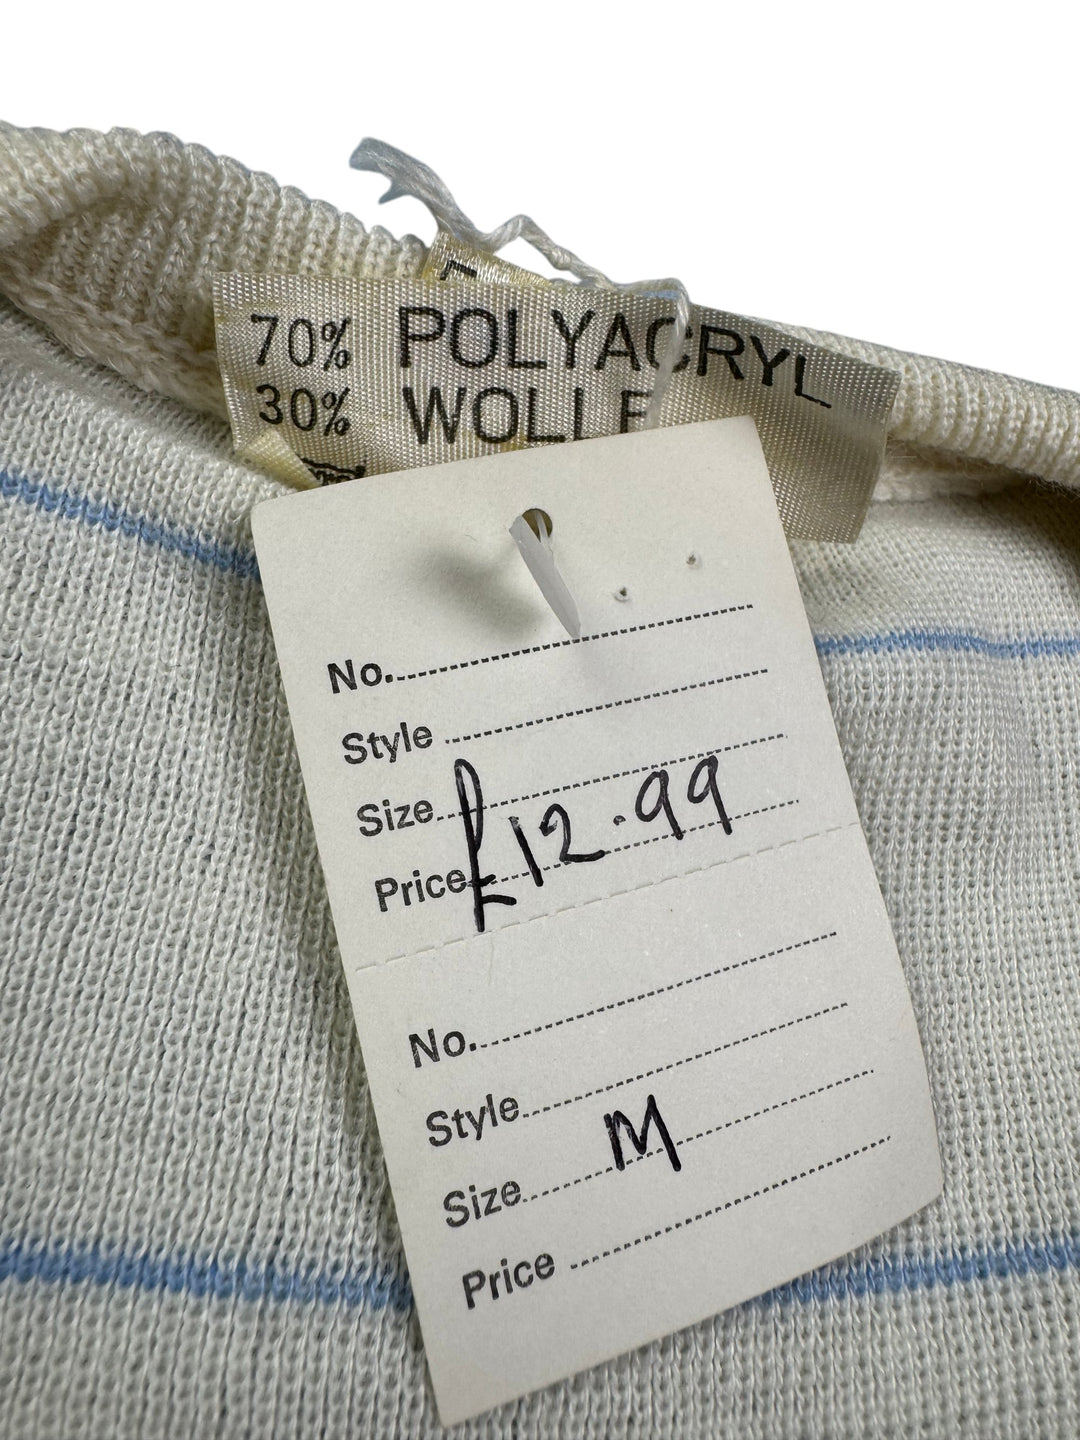 70% POLYACRYL
30% WOLLE
No.
Style
Size
Price £12.99
No.
Style
Size M
Price